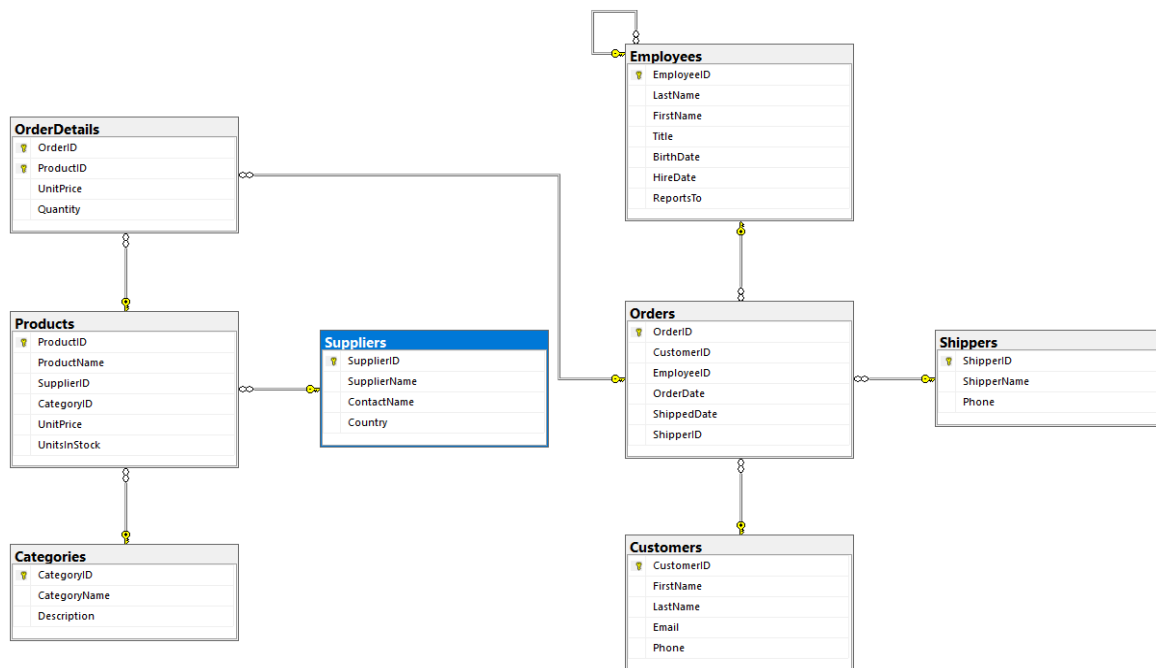 Employees
EmployeeID
LastName
FirstName
Title
BirthDate
HireDate
ReportsTo
OrderDetails
OrderID
ProductID
UnitPrice
Quantity
Products
ProductID
ProductName
SupplierID
CategoryID
UnitPrice
UnitsInStock
Suppliers
SupplierID
SupplierName
ContactName
Country
Orders
OrderID
CustomerID
EmployeeID
OrderDate
ShippedDate
ShipperID
Shippers
ShipperID
ShipperName
Phone
Categories
CategoryID
CategoryName
Description
Customers
CustomerID
FirstName
LastName
Email
Phone